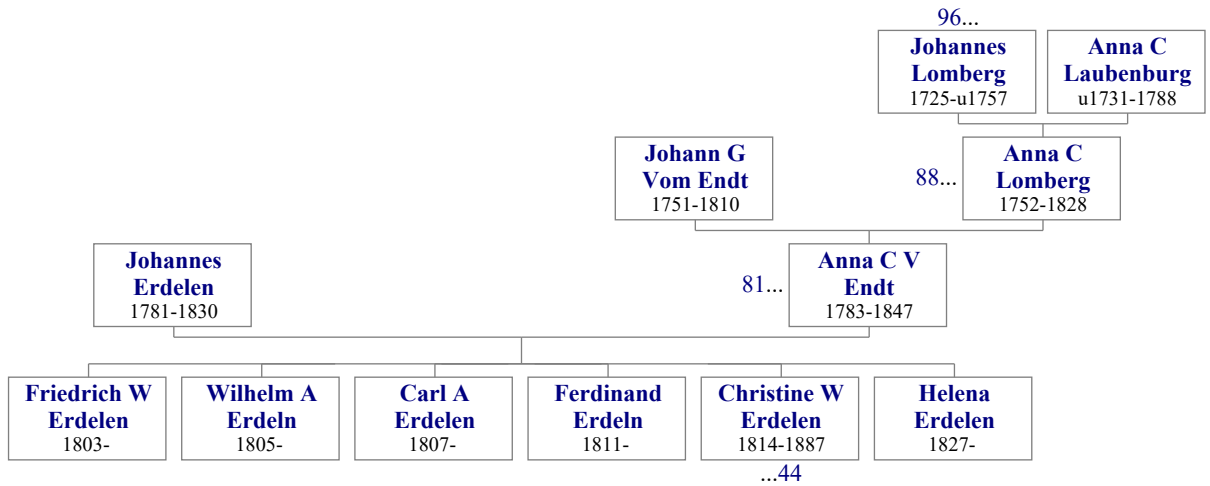 96...
Johannes
Lomberg
1725-u1757
Anna C
Laubenburg
u1731-1788
Johann G
Vom Endt
1751-1810
88...
Anna C
Lomberg
1752-1828
Johannes
Erdelen
1781-1830
81...
Anna C V
Endt
1783-1847
Friedrich W
Erdelen
1803-
Wilhelm A
Erdeln
1805-
Carl A
Erdelen
1807-
Ferdinand
Erdeln
1811-
Christine W
Erdelen
1814-1887
...44
Helena
Erdelen
1827-